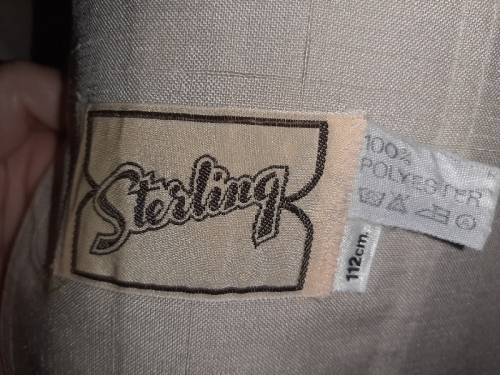 Sterling
100%
POLYESTER
112cm.